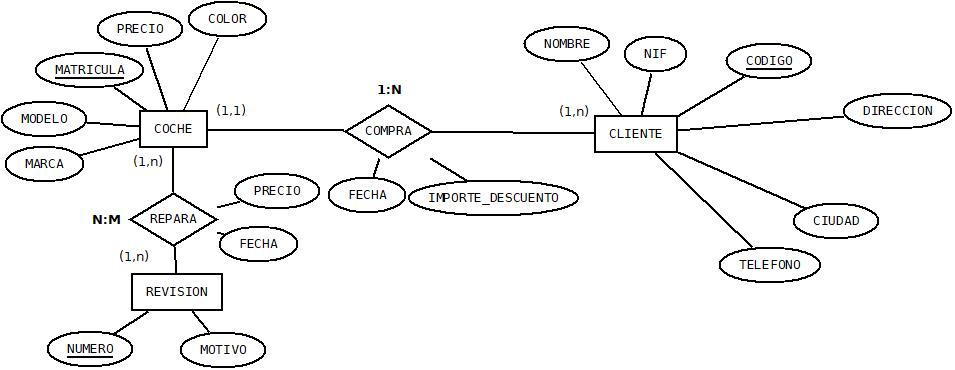 COLOR
PRECIO
NOMBRE
NIF
CODIGO
MATRICULA
1:N
MODELO
(1,1)
(1,n)
DIRECCION
COCHE
COMPRA
CLIENTE
MARCA
(1,n)
PRECIO
FECHA
IMPORTE_DESCUENTO
N:M
REPARA
CIUDAD
FECHA
(1,n)
TELEFONO
REVISION
NUMERO
MOTIVO